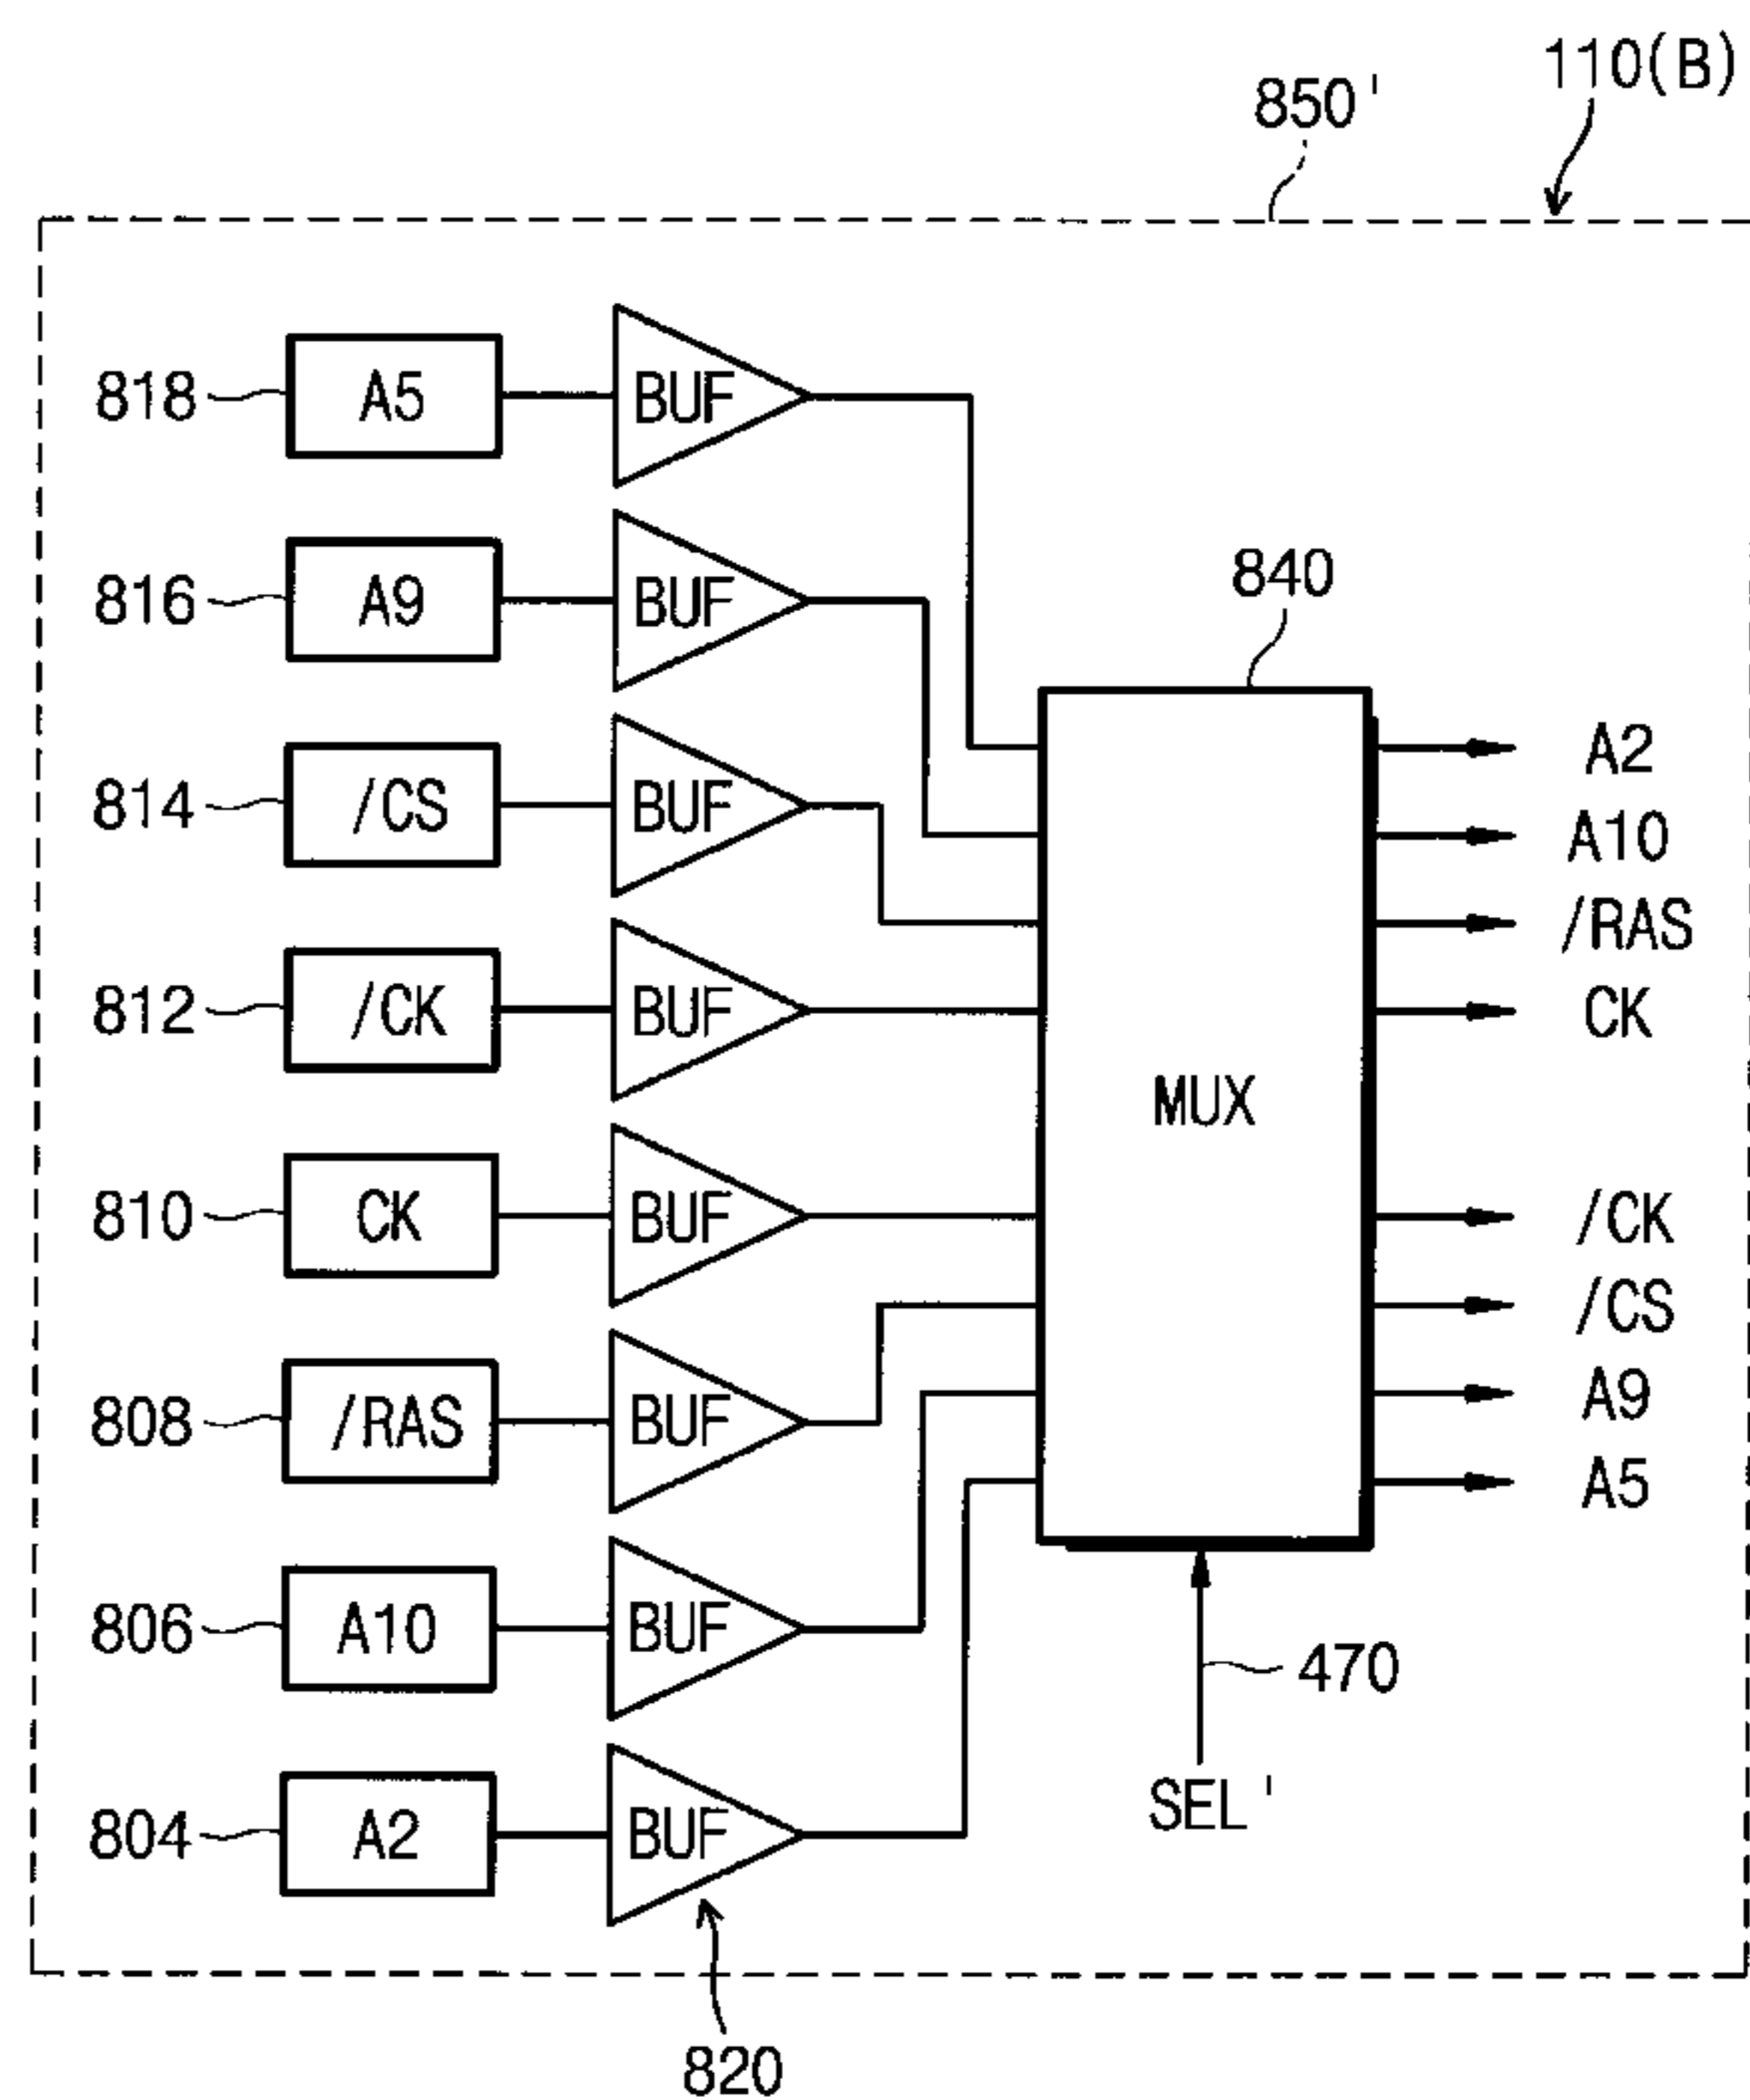 110(B)
850'
818 A5 BUF
816 A9 BUF
840
814 /CS BUF
A2
A10
/RAS
812 /CK BUF
CK
MUX
810 CK BUF
/CK
/CS
808 /RAS BUF
A9
A5
806 A10 BUF
470
SEL'
804 A2 BUF
820